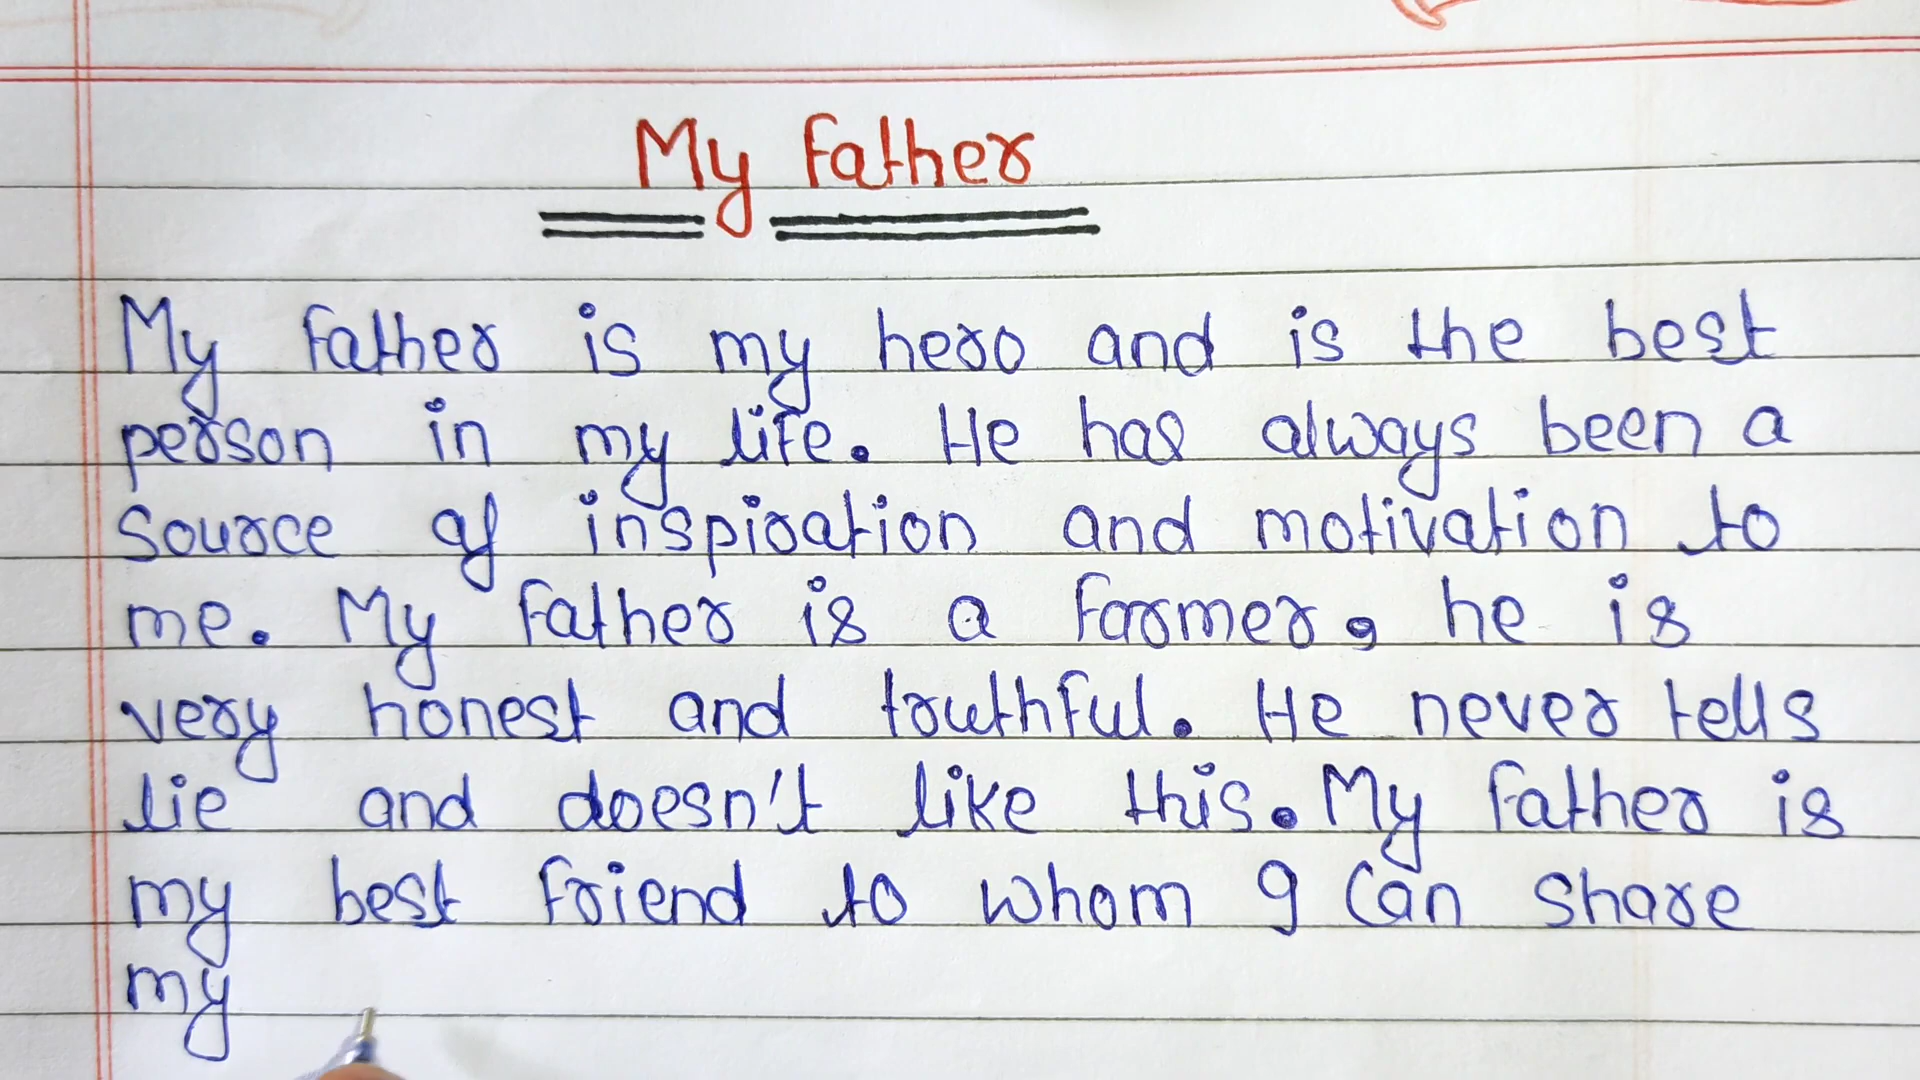 My Father
My Father is my hero and is the best
person in my life. He has always been a
source of inspiration and motivation to
me. My Father is a Farmer, he is
very honest and truthful. He never tells
lie and doesn't like this. My Father is
my best Friend to whom I Can share
my